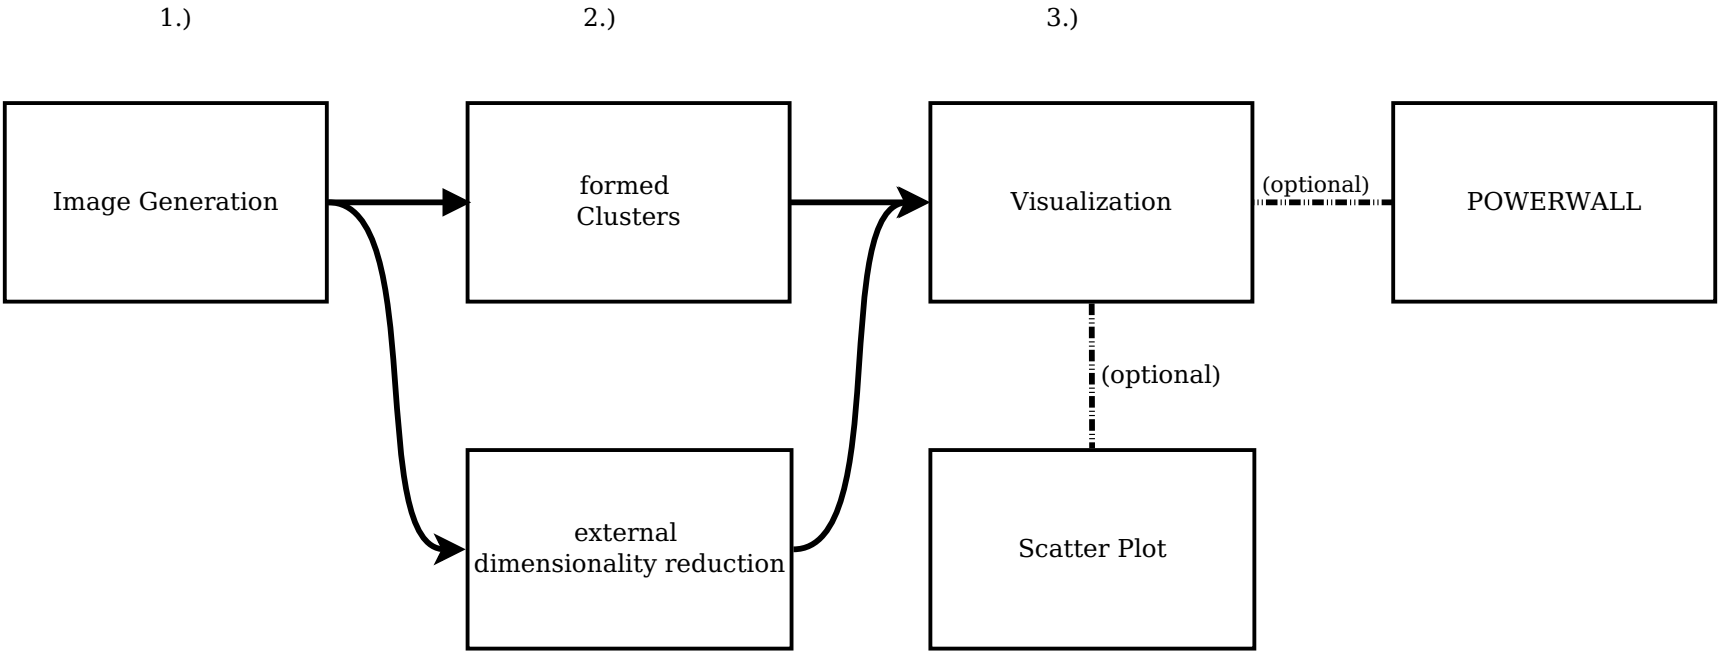 1.)
2.)
3.)
Image Generation
formed
Clusters
Visualization
(optional)
POWERWALL
(optional)
external
dimensionality reduction
Scatter Plot